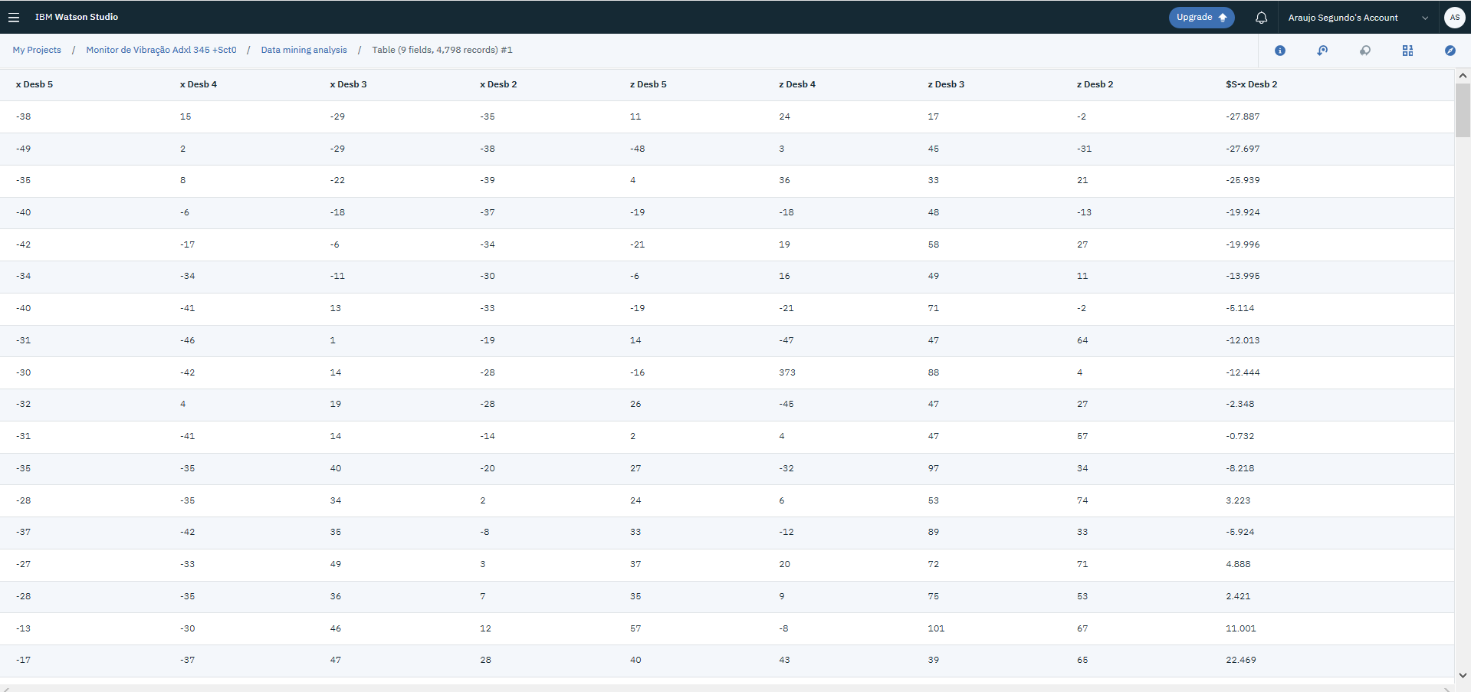 IBM Watson Studio Upgrade Araujo Segundo's Account AS
My Projects / Monitor de Vibração Adxl 345 +Sct0 / Data mining analysis / Table (9 fields, 4,798 records) #1
x Desb 5 x Desb 4 x Desb 3 x Desb 2 z Desb 5 z Desb 4 z Desb 3 z Desb 2 $S-x Desb 2
-38 15 -29 -35 11 24 17 -2 -27.887
-49 2 -29 -38 -48 3 45 -31 -27.697
-35 8 -22 -39 4 36 33 21 -25.939
-40 -6 -18 -37 -19 -18 48 -13 -19.924
-42 -17 -6 -34 -21 19 58 27 -19.996
-34 -34 -11 -30 -6 16 49 11 -13.995
-40 -41 13 -33 -19 -21 71 -2 -5.114
-31 -46 1 -19 14 -47 47 64 -12.013
-30 -42 14 -28 -16 373 88 4 -12.444
-32 4 19 -28 26 -45 47 27 -2.348
-31 -41 14 -14 2 4 47 57 -0.732
-35 -35 40 -20 27 -32 97 34 -8.218
-28 -35 34 2 24 6 53 74 3.223
-37 -42 35 -8 33 -12 89 33 -5.924
-27 -33 49 3 37 20 72 71 4.888
-28 -35 36 7 35 9 75 53 2.421
-13 -30 46 12 57 -8 101 67 11.001
-17 -37 47 28 40 43 39 65 22.469